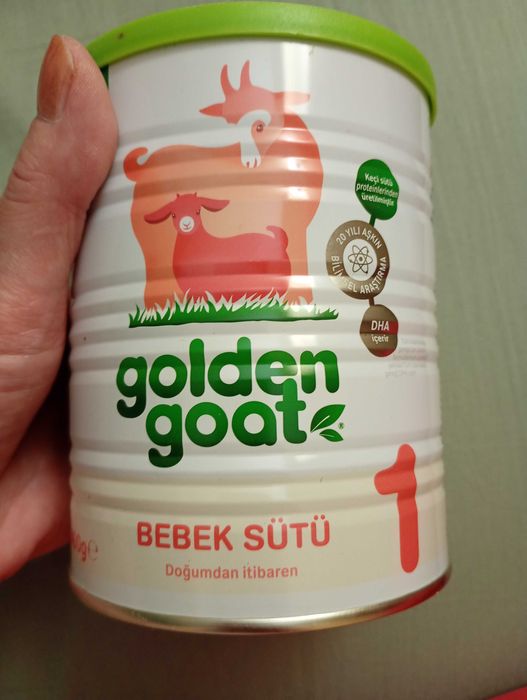 Keçi sütü
proteinlerinden
üretilmiştir
20 YILI AŞKIN
BİLİMSEL ARAŞTIRMA
DHA
içerir
golden
goat®
1
BEBEK SÜTÜ
Doğumdan itibaren